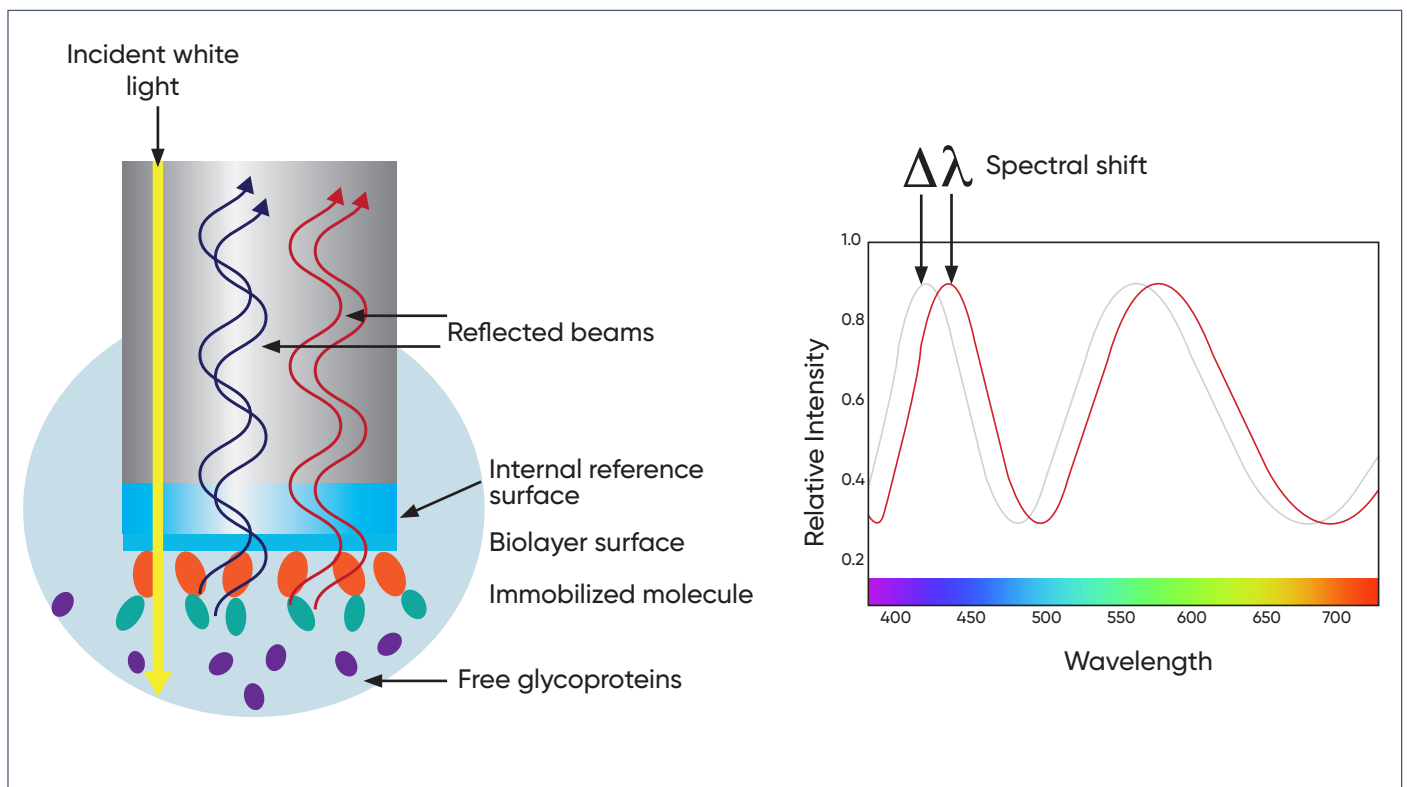 Incident white
light
Reflected beams
Internal reference
surface
Biolayer surface
Immobilized molecule
Free glycoproteins
Δλ Spectral shift
1.0
0.8
0.6
0.4
0.2
Relative Intensity
400 450 500 550 600 650 700
Wavelength